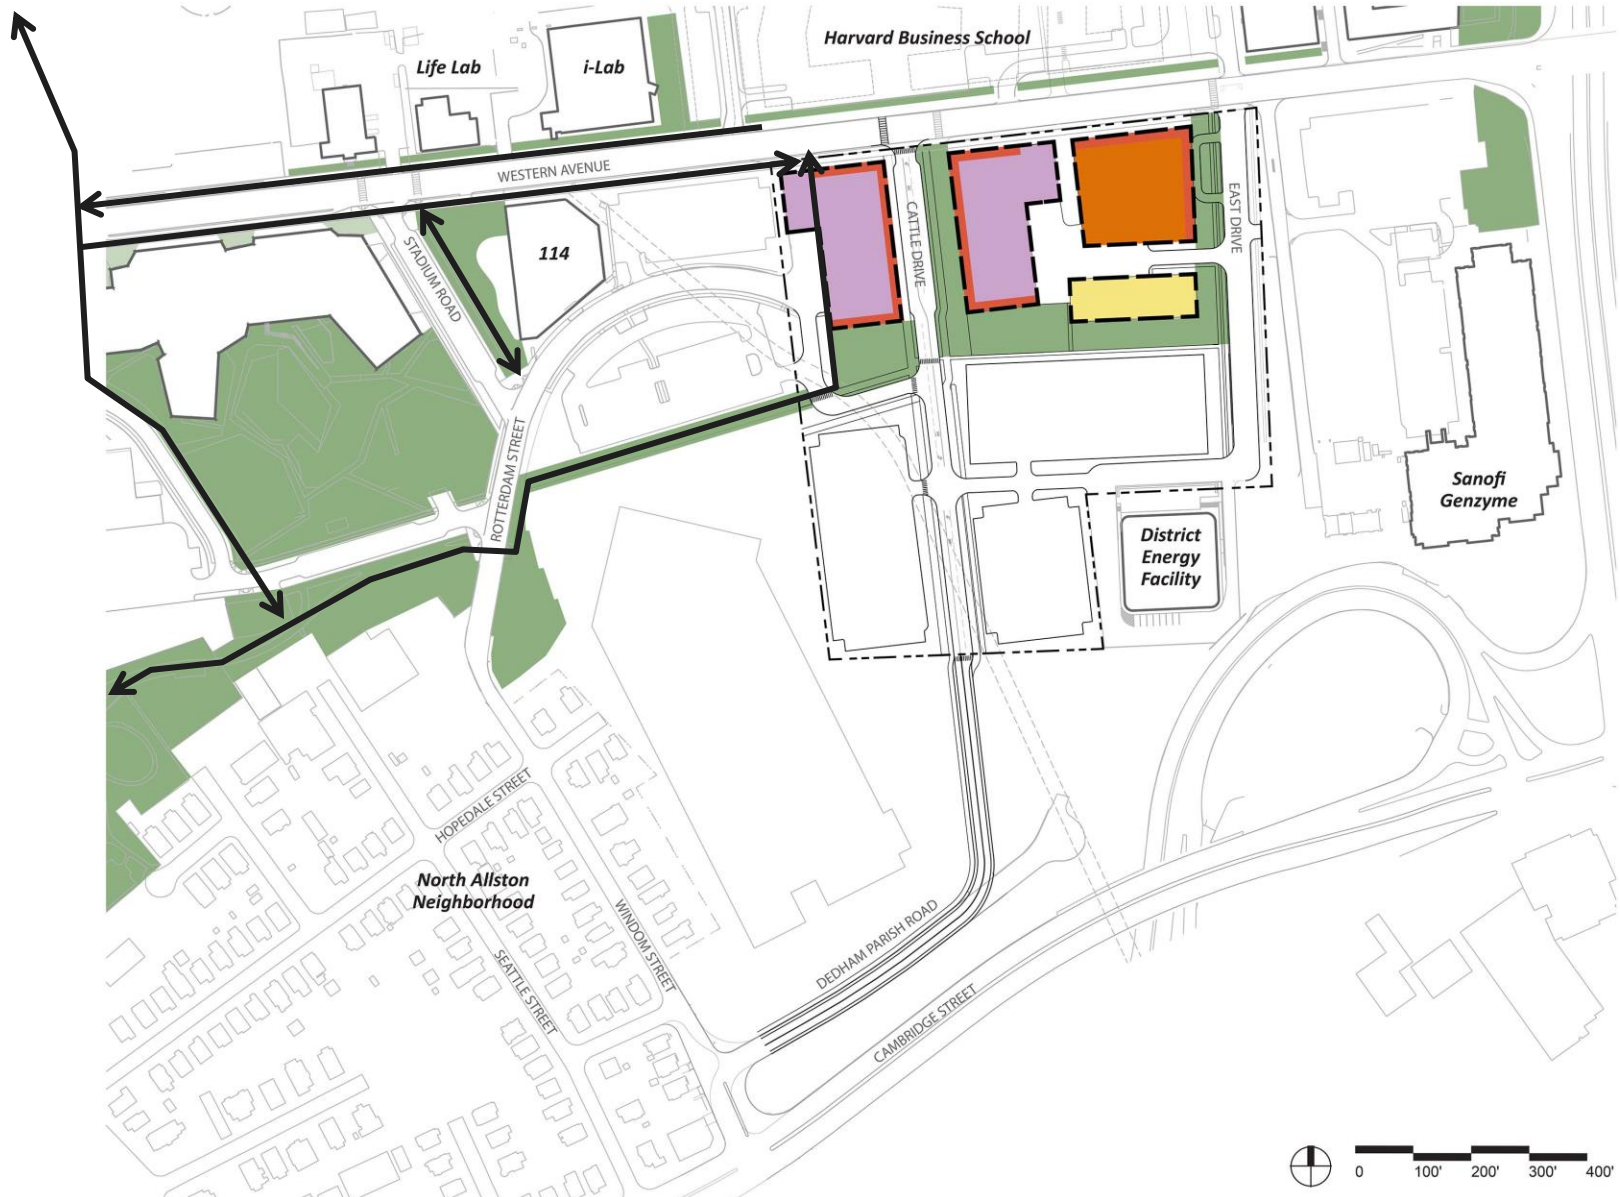 Harvard Business School
Life Lab
i-Lab
WESTERN AVENUE
114
STADIUM ROAD
CATTLE DRIVE
EAST DRIVE
ROTTERDAM STREET
Sanofi
Genzyme
District
Energy
Facility
HOPEDALE STREET
North Allston
Neighborhood
WINDOM STREET
SEATTLE STREET
DEDHAM PARISH ROAD
CAMBRIDGE STREET
0 100' 200' 300' 400'